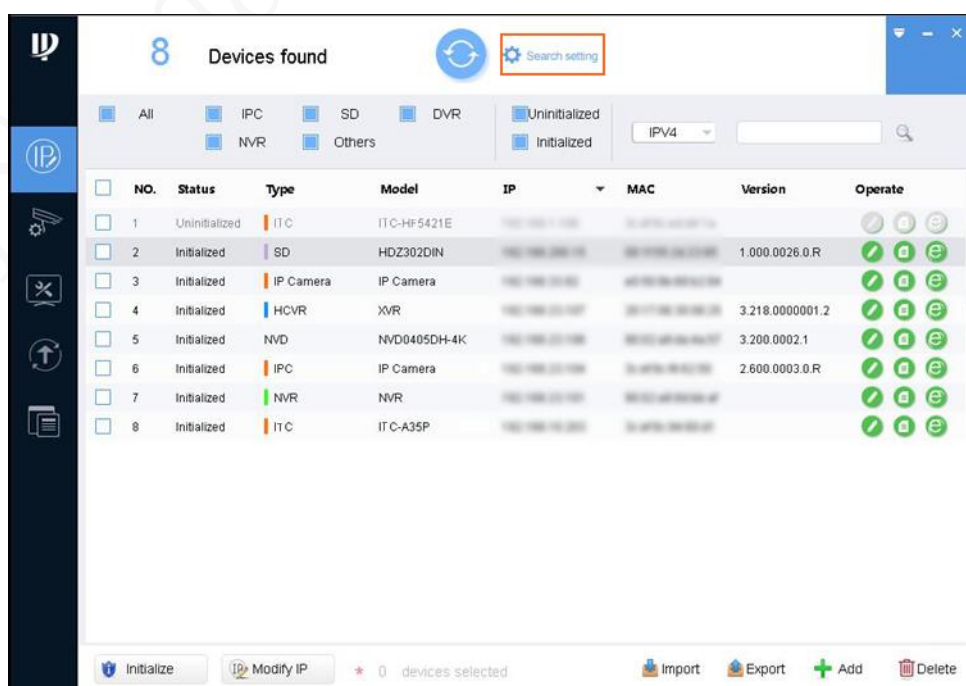 8 Devices found Search setting
All IPC SD DVR Uninitialized
NVR Others Initialized IPV4
NO. Status Type Model IP MAC Version Operate
1 Uninitialized ITC ITC-HF5421E
2 Initialized SD HDZ302DIN 1.000.0026.0.R
3 Initialized IP Camera IP Camera
4 Initialized HCVR XVR 3.218.0000001.2
5 Initialized NVD NVD0405DH-4K 3.200.0002.1
6 Initialized IPC IP Camera 2.600.0003.0.R
7 Initialized NVR NVR
8 Initialized ITC ITC-A35P
Initialize Modify IP * 0 devices selected Import Export Add Delete